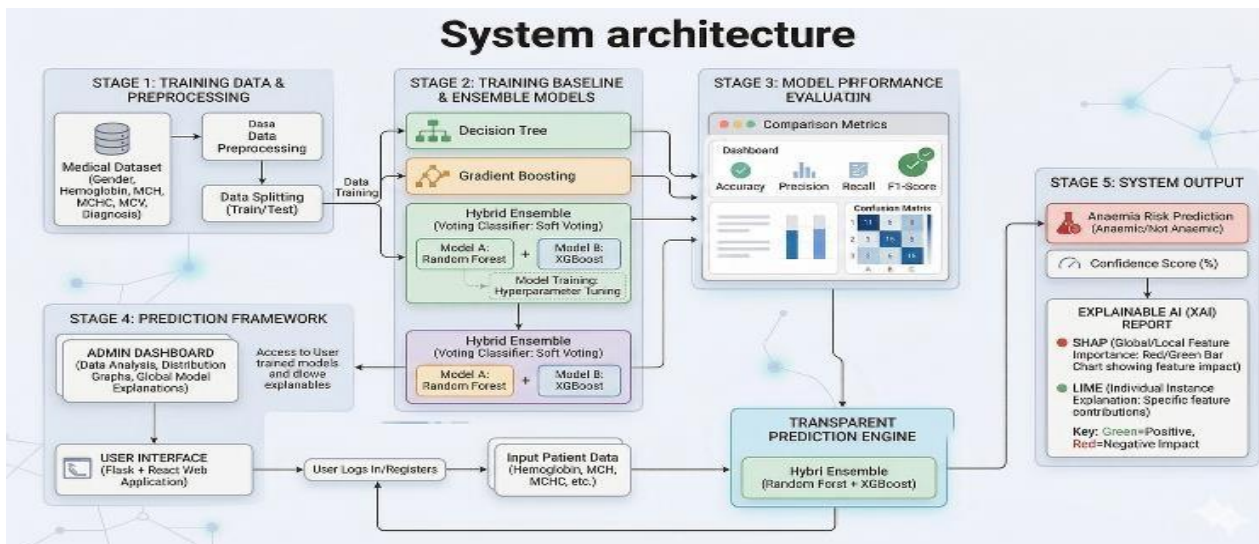 System architecture
STAGE 1: TRAINING DATA &
PREPROCESSING
Medical Dataset
(Gender,
Hemoglobin, MCH,
MCHC, MCV,
Diagnosis)
Dasa
Data
Preprocessing
Data Splitting
(Train/Test)
Data
Training
STAGE 2: TRAINING BASELINE
& ENSEMBLE MODELS
Decision Tree
Gradient Boosting
Hybrid Ensemble
(Voting Classifier: Soft Voting)
Model A:
Random Forest
+
Model B:
XGBoost
Model Training:
Hyperparameter Tuning
Hybrid Ensemble
(Voting Classifier: Soft Voting)
Model A:
Random Forest
+
Model B:
XGBoost
STAGE 3: MODEL PIRFORMANCE
EVALUATIUN
Comparison Metrics
Dashboard
Accuracy
Precision
Recall
F1-Score
Confusion Matrix
1
2
3
A B C
STAGE 4: PREDICTION FRAMEWORK
ADMIN DASHBOARD
(Data Analysis, Distribution
Graphs, Global Model
Explanations)
Access to User
trained models
and dlowe
explanables
USER INTERFACE
(Flask + React Web
Application)
User Logs In/Registers
Input Patient Data
(Hemoglobin, MCH,
MCHC, etc.)
TRANSPARENT
PREDICTION ENGINE
Hybri Ensemble
(Random Forst + XGBoost)
STAGE 5: SYSTEM OUTPUT
Anaemia Risk Prediction
(Anaemic/Not Anaemic)
Confidence Score (%)
EXPLAINABLE AI (XAI)
REPORT
SHAP (Global/Local Feature
Importance: Red/Green Bar
Chart showing feature impact)
LIME (Individual Instance
Explanation: Specific feature
contributions)
Key: Green=Positive,
Red=Negative Impact